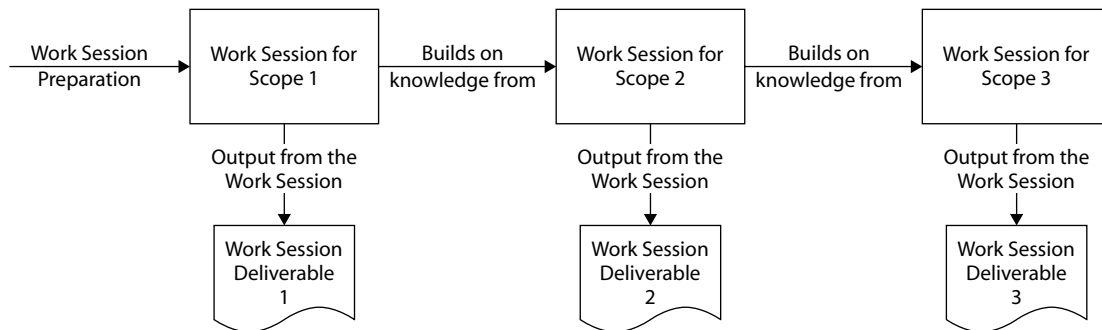 Work Session
Preparation
Work Session for
Scope 1
Builds on
knowledge from
Work Session for
Scope 2
Builds on
knowledge from
Work Session for
Scope 3
Output from the
Work Session
Output from the
Work Session
Output from the
Work Session
Work Session
Deliverable
1
Work Session
Deliverable
2
Work Session
Deliverable
3